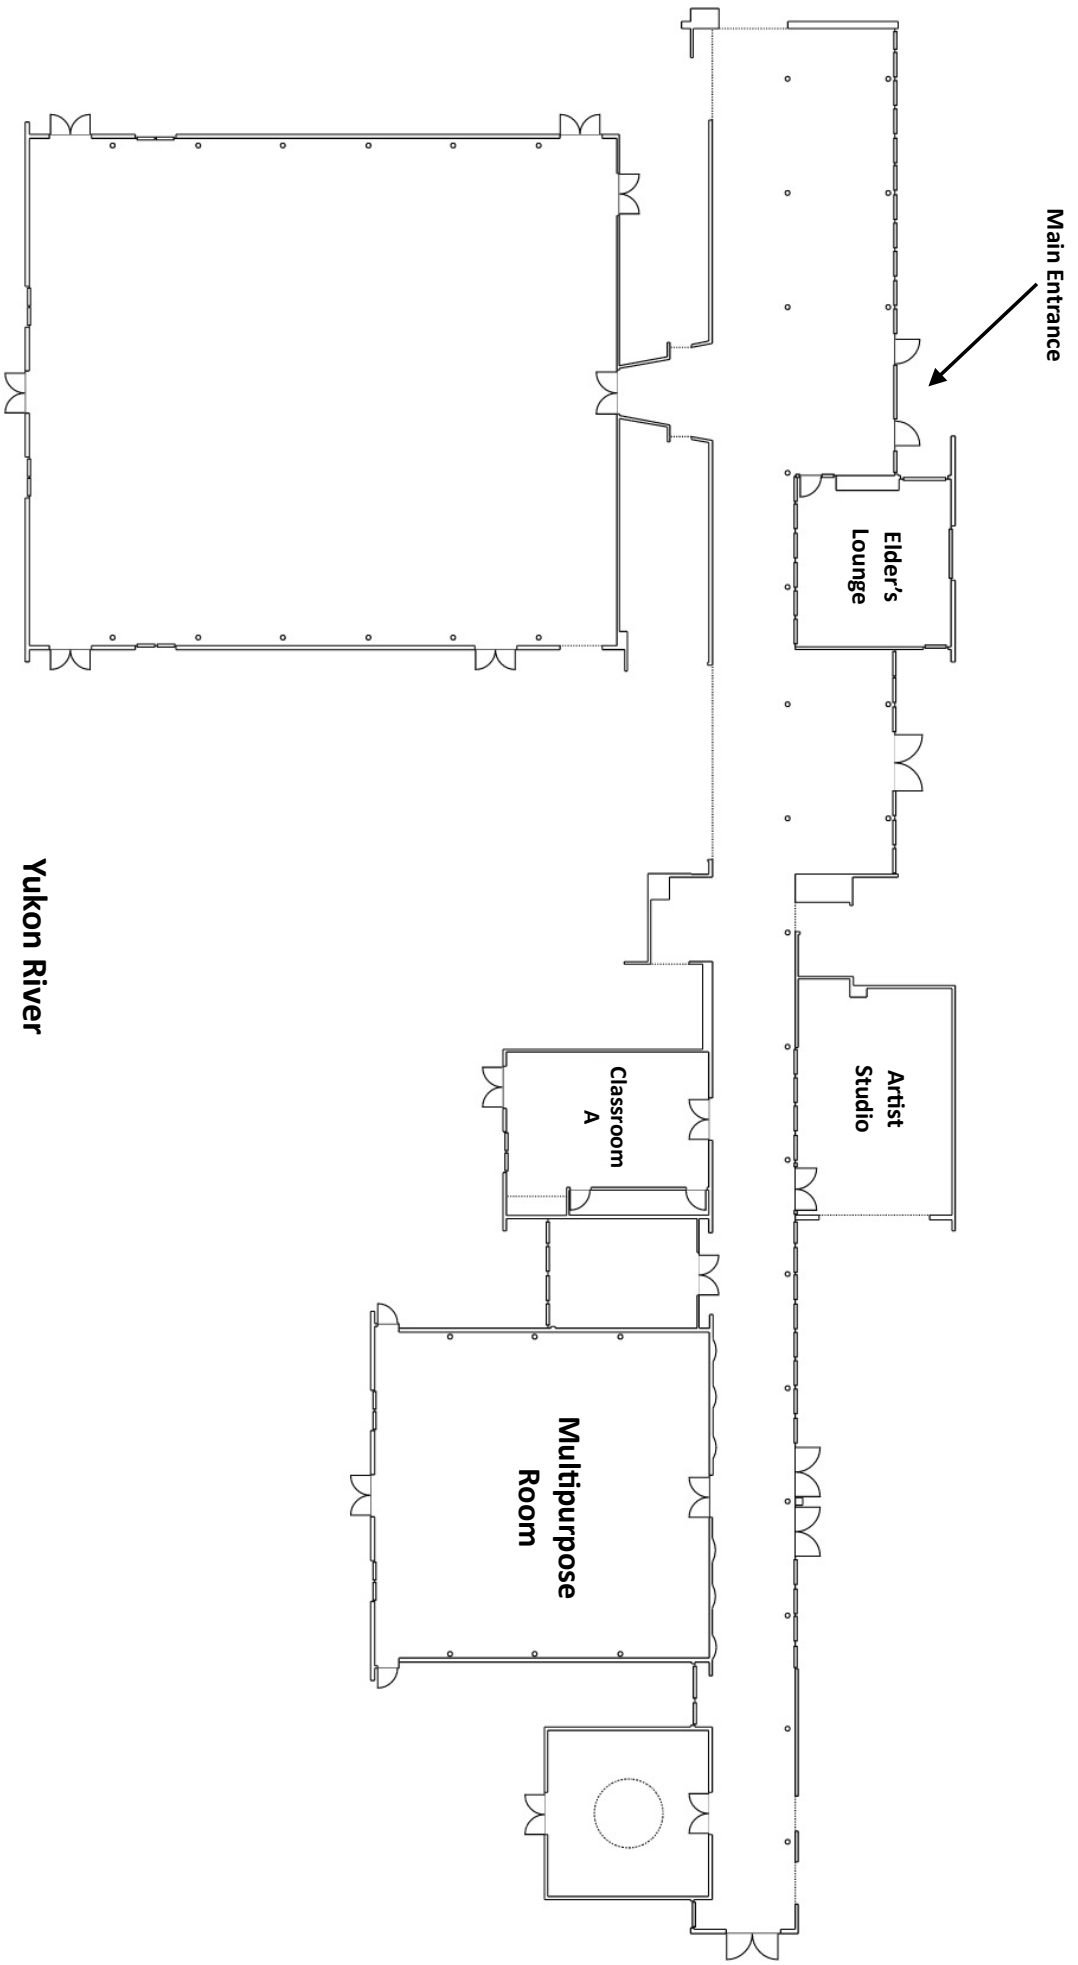 Main Entrance
Elder’s
Lounge
Artist
Studio
Classroom
A
Multipurpose
Room
Yukon River